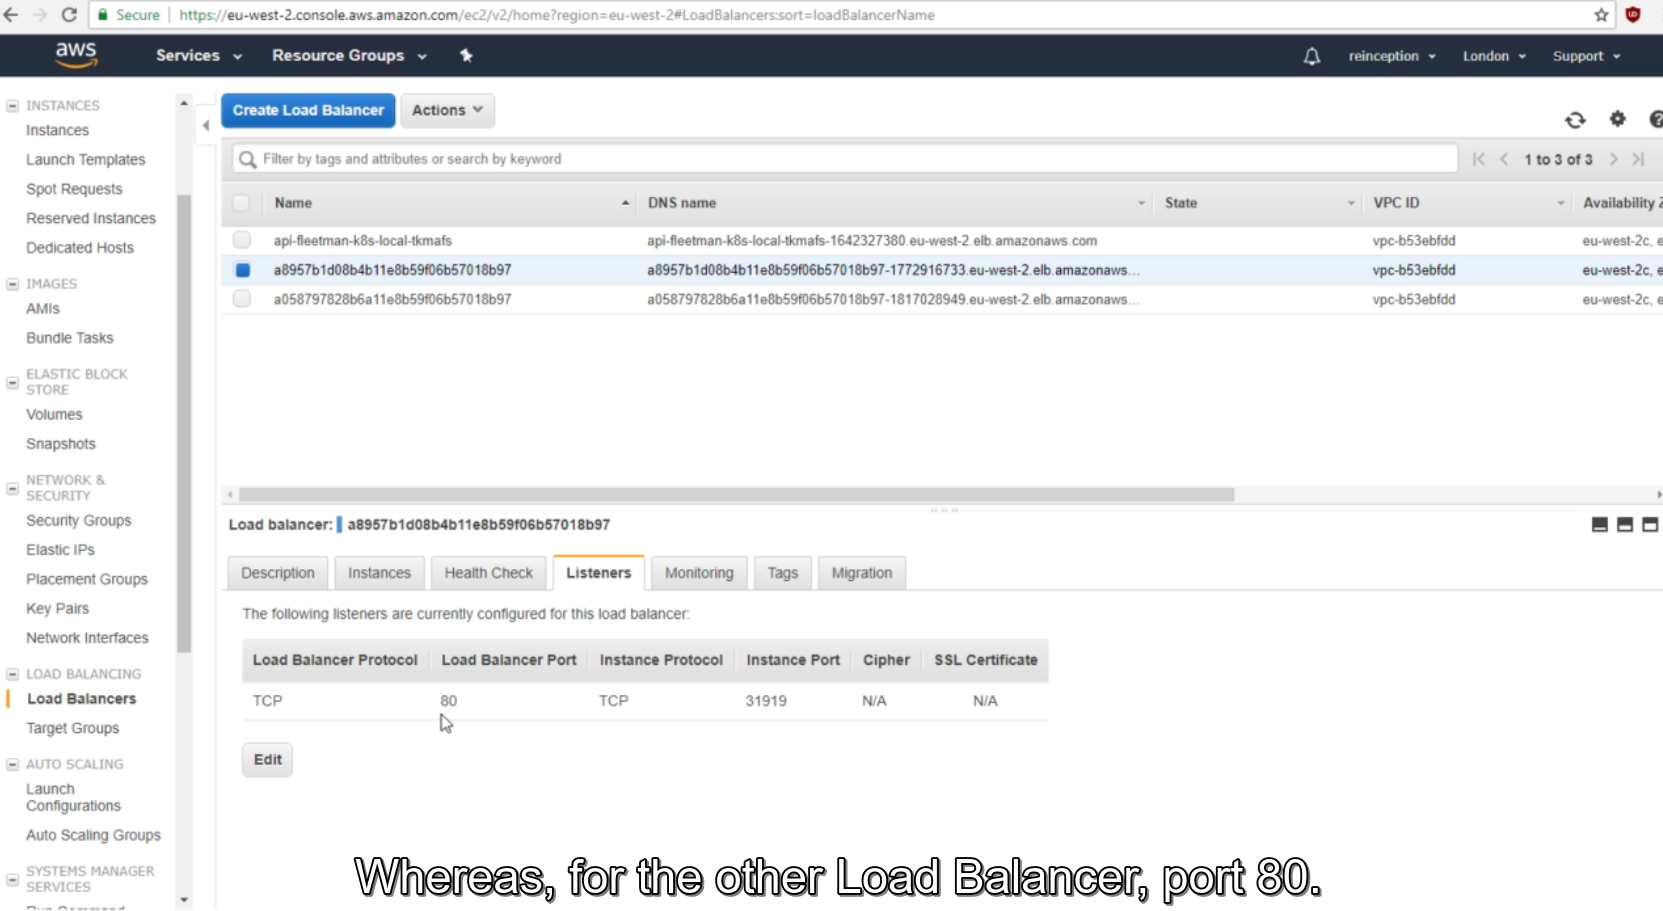 Secure https://eu-west-2.console.aws.amazon.com/ec2/v2/home?region=eu-west-2#LoadBalancers:sort=loadBalancerName
aws Services Resource Groups reinception London Support
INSTANCES
Instances
Launch Templates
Spot Requests
Reserved Instances
Dedicated Hosts
IMAGES
AMIs
Bundle Tasks
ELASTIC BLOCK
STORE
Volumes
Snapshots
NETWORK &
SECURITY
Security Groups
Elastic IPs
Placement Groups
Key Pairs
Network Interfaces
LOAD BALANCING
Load Balancers
Target Groups
AUTO SCALING
Launch
Configurations
Auto Scaling Groups
SYSTEMS MANAGER
SERVICES
Create Load Balancer Actions
Filter by tags and attributes or search by keyword 1 to 3 of 3
Name DNS name State VPC ID Availability Z
api-fleetman-k8s-local-tkmafs api-fleetman-k8s-local-tkmafs-1642327380.eu-west-2.elb.amazonaws.com vpc-b53ebfdd eu-west-2c, e
a8957b1d08b4b11e8b59f06b57018b97 a8957b1d08b4b11e8b59f06b57018b97-1772916733.eu-west-2.elb.amazonaws... vpc-b53ebfdd eu-west-2c, e
a058797828b6a11e8b59f06b57018b97 a058797828b6a11e8b59f06b57018b97-1817028949.eu-west-2.elb.amazonaws... vpc-b53ebfdd eu-west-2c, e
Load balancer: a8957b1d08b4b11e8b59f06b57018b97
Description Instances Health Check Listeners Monitoring Tags Migration
The following listeners are currently configured for this load balancer:
Load Balancer Protocol Load Balancer Port Instance Protocol Instance Port Cipher SSL Certificate
TCP 80 TCP 31919 N/A N/A
Edit
Whereas, for the other Load Balancer, port 80.